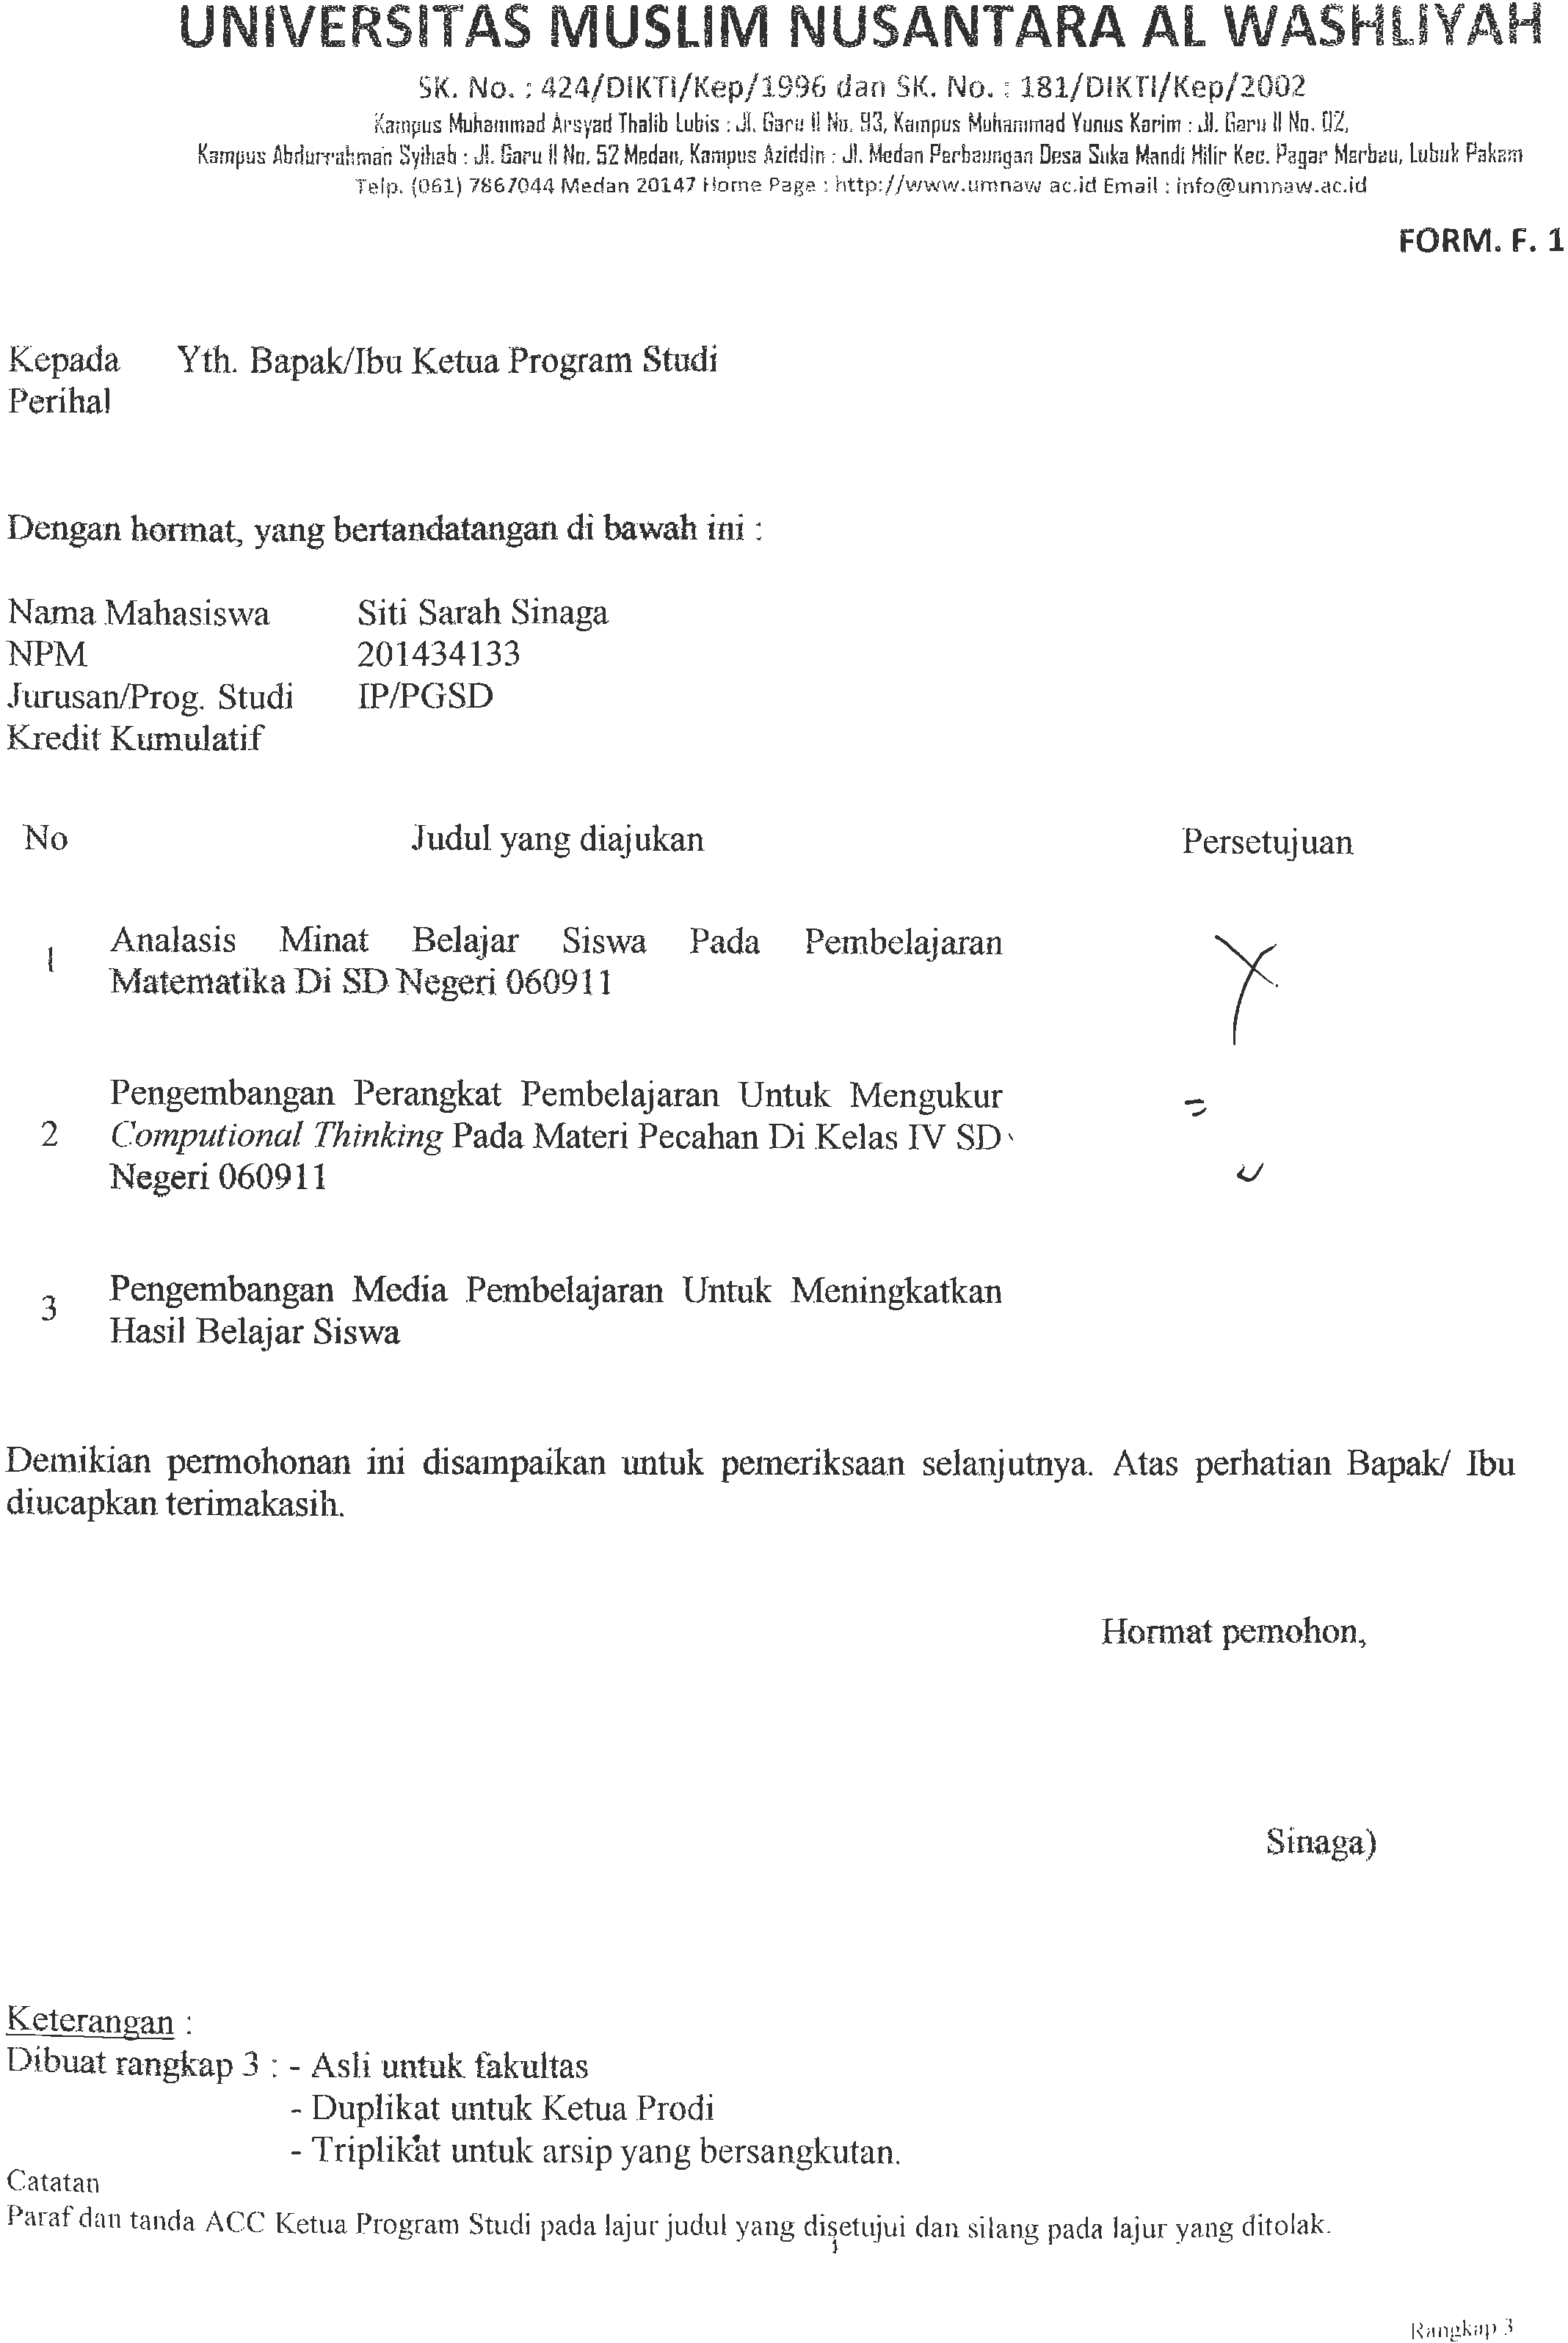 UNIVERSITAS MUSLIM NUSANTARA AL WASHLIYAH
SK. No. : 424/DIKTI/Kep/1996 dan SK. No. : 181/DIKTI/Kep/2002
Kampus Muhammad Arsyad Thalib Lubis : Jl. Garu II No. 93, Kampus Muhammad Yunus Karim : Jl. Garu II No. 02,
Kampus Abdurrahman Syihab : Jl. Garu II No. 52 Medan, Kampus Aziddin : Jl. Medan Perbaungan Desa Suka Mandi Hilir Kec. Pagar Merbau, Lubuk Pakam
Telp. (061) 7867044 Medan 20147 Home Page : http://www.umnaw ac.id Email : info@umnaw.ac.id
FORM. F. 1
Kepada Yth. Bapak/Ibu Ketua Program Studi
Perihal
Dengan hormat, yang bertandatangan di bawah ini :
Nama Mahasiswa Siti Sarah Sinaga
NPM 201434133
Jurusan/Prog. Studi IP/PGSD
Kredit Kumulatif
No Judul yang diajukan Persetujuan
1 Analasis Minat Belajar Siswa Pada Pembelajaran
Matematika Di SD Negeri 060911
Pengembangan Perangkat Pembelajaran Untuk Mengukur
2 Computional Thinking Pada Materi Pecahan Di Kelas IV SD
Negeri 060911
3 Pengembangan Media Pembelajaran Untuk Meningkatkan
Hasil Belajar Siswa
Demikian permohonan ini disampaikan untuk pemeriksaan selanjutnya. Atas perhatian Bapak/ Ibu
diucapkan terimakasih.
Hormat pemohon,
Sinaga)
Keterangan :
Dibuat rangkap 3 : - Asli untuk fakultas
- Duplikat untuk Ketua Prodi
- Triplikat untuk arsip yang bersangkutan.
Catatan
Paraf dan tanda ACC Ketua Program Studi pada lajur judul yang disetujui dan silang pada lajur yang ditolak.
Rangkap 3